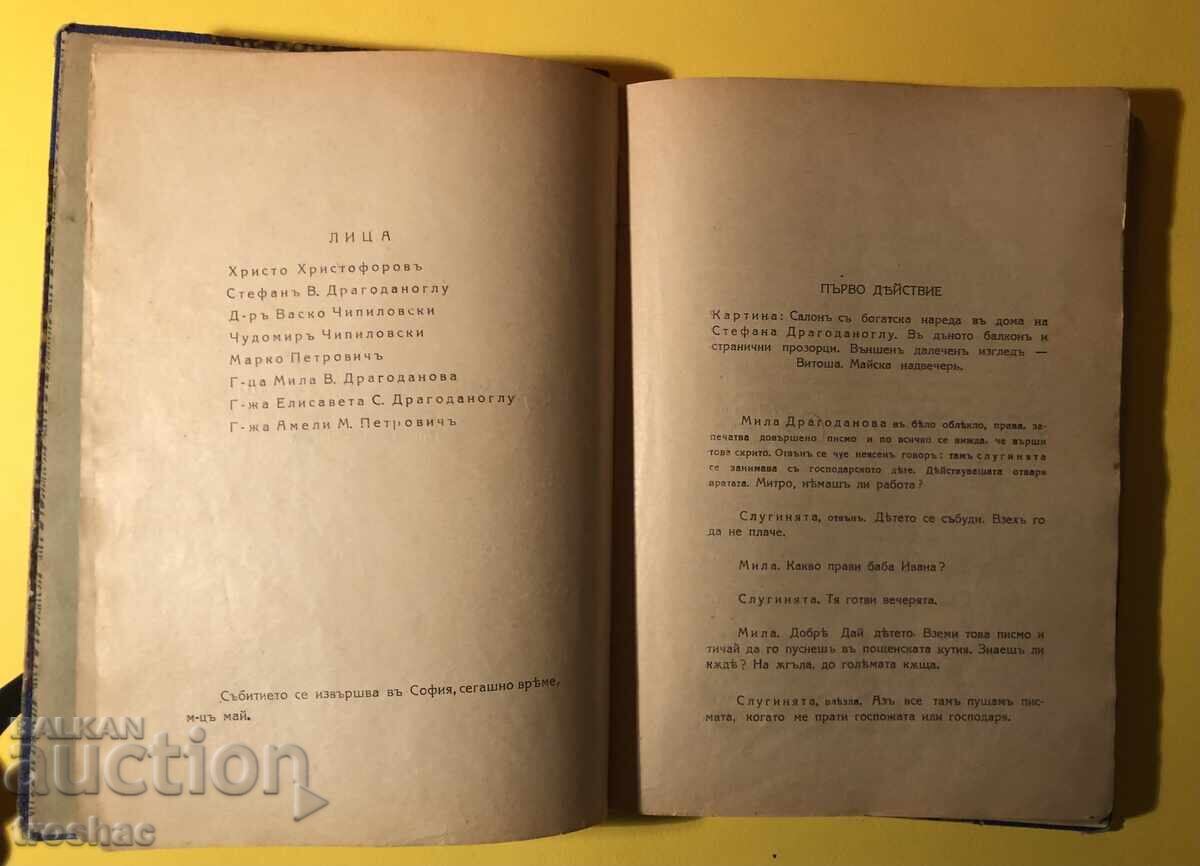 ЛИЦА
Христо Христофоровъ
Стефанъ В. Драгоданоглу
Д-ръ Васко Чипиловски
Чудомиръ Чипиловски
Марко Петровичъ
Г-ца Мила В. Драгоданова
Г-жа Елисавета С. Драгоданоглу
Г-жа Амели М. Петровичъ
Събитието се извършва въ София, сегашно врѣме,
м-цъ май.
ПЪРВО ДѢЙСТВИЕ
Картина: Салонъ съ богатска нареда въ дома на
Стефана Драгоданоглу. Въ дъното балконъ и
странични прозорци. Външенъ далеченъ изгледъ —
Витоша. Майска надвечерь.
Мила Драгоданова въ бѣло облѣкло, права, за-
печатва довършено писмо и по всичко се вижда, че върши
това скрито. Отвънъ се чуе неясенъ говоръ: тамъ слугинята
се занимава съ господарското дѣте. Дѣйствуващата отваря
вратата. Митро, нѣмашъ ли работа?
Слугинята, отвънъ. Дѣтето се събуди. Взехъ го
да не плаче.
Мила. Какво прави баба Ивана?
Слугинята. Тя готви вечерята.
Мила. Добрѣ Дай дѣтето. Вземи това писмо и
тичай да го пуснешъ въ пощенската кутия. Знаешъ ли
кѫдѣ? На ѫгъла, до голѣмата кѫща.
Слугинята, влѣзла. Азъ все тамъ пущам пис-
мата, когато ме прати госпожата или господаря.
BALKAN
auction
troshac